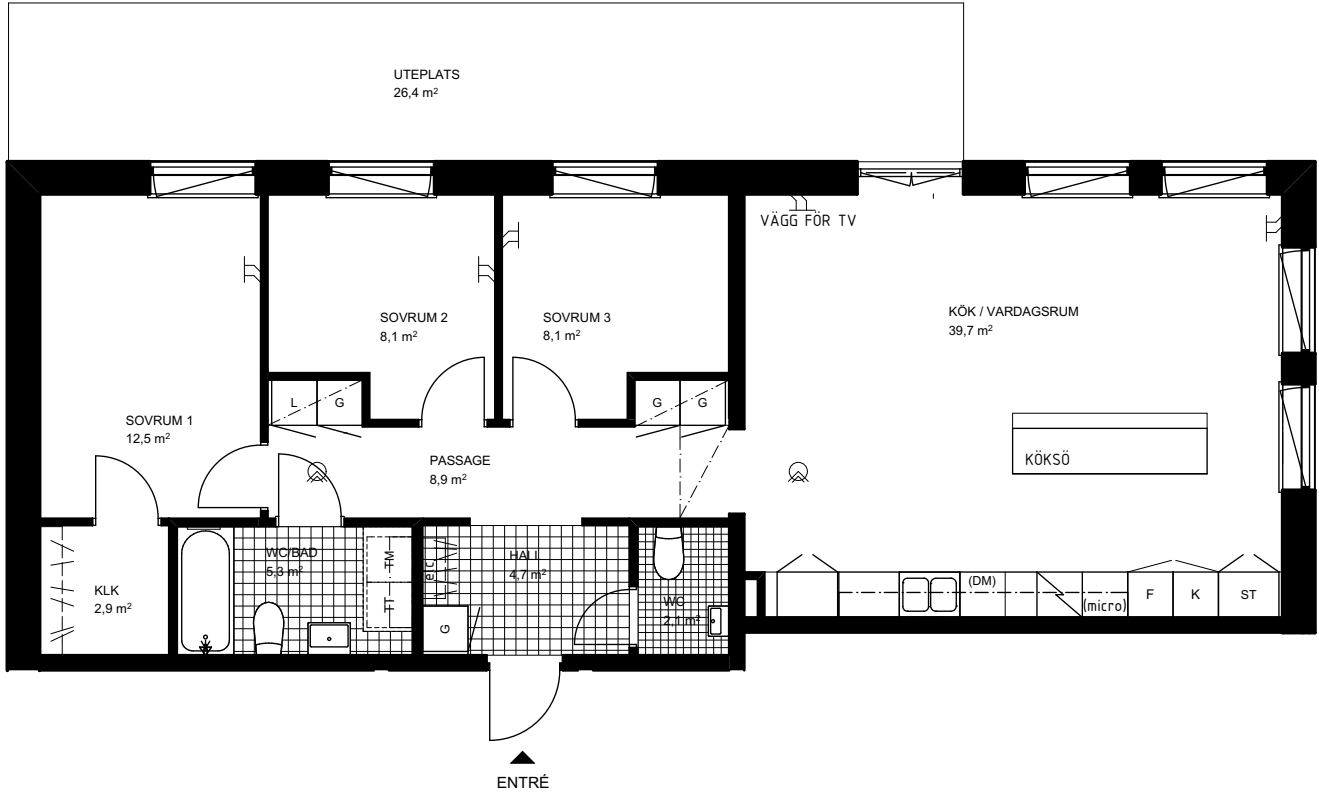 UTEPLATS
26,4 m²
VÄGG FÖR TV
SOVRUM 2
8,1 m²
SOVRUM 3
8,1 m²
KÖK / VARDAGSRUM
39,7 m²
SOVRUM 1
12,5 m²
L
G
G
G
PASSAGE
8,9 m²
KÖKSÖ
KLK
2,9 m²
WC/BAD
5,3 m²
TM
TT
elc
HALL
4,7 m²
G
WC
2,1 m²
(DM)
(micro)
F
K
ST
ENTRÉ